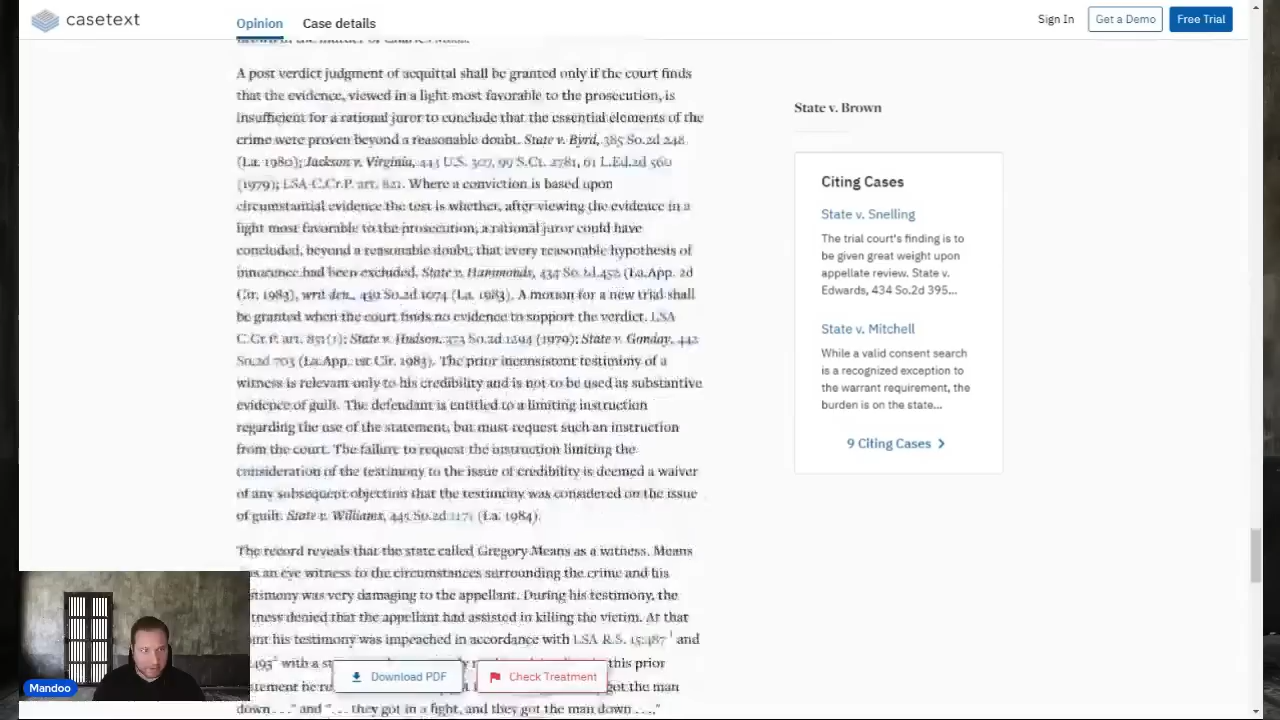 casetext
Opinion
Case details
Sign In
Get a Demo
Free Trial
A post verdict judgment of acquittal shall be granted only if the court finds
that the evidence, viewed in a light most favorable to the prosecution, is
insufficient for a rational juror to conclude that the essential elements of the
crime were proven beyond a reasonable doubt. State v. Byrd, 385 So.2d 248
(La. 1980); Jackson v. Virginia, 443 U.S. 307, 99 S.Ct. 2781, 61 L.Ed.2d 560
(1979); LSA-C.Cr.P. art. 821. Where a conviction is based upon
circumstantial evidence the test is whether, after viewing the evidence in a
light most favorable to the prosecution, a rational juror could have
concluded, beyond a reasonable doubt, that every reasonable hypothesis of
innocence had been excluded. State v. Hammonds, 434 So.2d 452 (La.App. 2d
Cir. 1983), writ den., So.2d 1074 (La. 1983). A motion for a new trial shall
be granted when the court finds no evidence to support the verdict. LSA
C.Cr.P. art. 851(1); State v. Hudson, 373 So.2d 1294 (1979); State v. Gonday, 442
So.2d 703 (La.App. 1st Cir. 1983). The prior inconsistent testimony of a
witness is relevant only to his credibility and is not to be used as substantive
evidence of guilt. The defendant is entitled to a limiting instruction
regarding the use of the statement, but must request such an instruction
from the court. The failure to request the instruction limiting the
consideration of the testimony to the issue of credibility is deemed a waiver
of any subsequent objection that the testimony was considered on the issue
of guilt. State v. Williams, 445 So.2d 1171 (La. 1984).
The record reveals that the state called Gregory Means as a witness. Means
an eye witness to the circumstances surrounding the crime and his
stimony was very damaging to the appellant. During his testimony, the
tness denied that the appellant had assisted in killing the victim. At that
int his testimony was impeached in accordance with LSA R.S. 15:487 1 and
493 2 with a st this prior
tement he re got the man
down . . ." and ". . . they got in a fight, and they got the man down . . .,"
Download PDF
Check Treatment
State v. Brown
Citing Cases
State v. Snelling
The trial court's finding is to
be given great weight upon
appellate review. State v.
Edwards, 434 So.2d 395...
State v. Mitchell
While a valid consent search
is a recognized exception to
the warrant requirement, the
burden is on the state...
9 Citing Cases
Mandoo